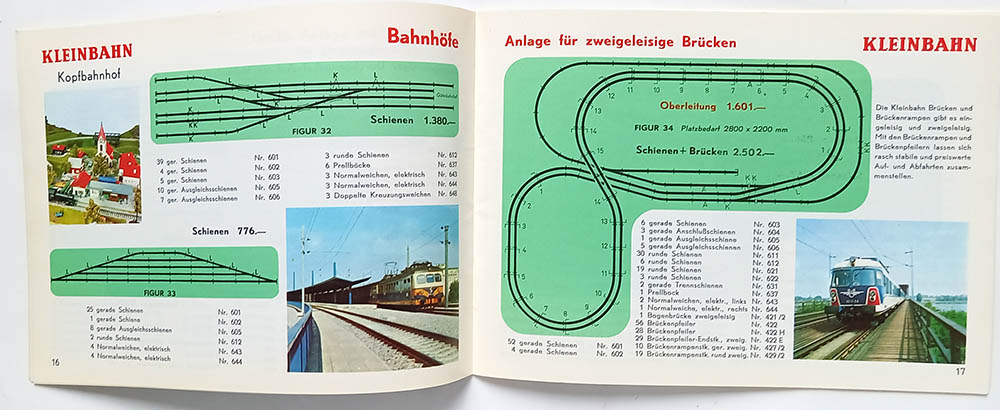 KLEINBAHN
Kopfbahnhof
Bahnhöfe
L
K
L
Güterbahnhof
L
K
K
KK
L
FIGUR 32
Schienen 1.380.—
39 ger. Schienen Nr. 601
4 ger. Schienen Nr. 602
5 ger. Schienen Nr. 603
10 ger. Ausgleichsschienen Nr. 605
7 ger. Ausgleichsschienen Nr. 606
3 runde Schienen Nr. 612
6 Prellböcke Nr. 637
3 Normalweichen, elektrisch Nr. 643
3 Normalweichen, elektrisch Nr. 644
3 Doppelte Kreuzungsweichen Nr. 648
Schienen 776.—
L
L
L
L
FIGUR 33
25 gerade Schienen Nr. 601
1 gerade Schiene Nr. 602
8 gerade Ausgleichsschienen Nr. 605
2 runde Schienen Nr. 612
4 Normalweichen, elektrisch Nr. 643
4 Normalweichen, elektrisch Nr. 644
16
Anlage für zweigeleisige Brücken
KLEINBAHN
Oberleitung 1.601.—
FIGUR 34 Platzbedarf 2800 x 2200 mm
Schienen + Brücken 2.502.—
Die Kleinbahn Brücken und
Brückenrampen gibt es ein-
geleisig und zweigeleisig.
Mit den Brücken und
Brückenpfeilern lassen sich
rasch stabile und preiswerte
Auf- und Abfahrten zusam-
menstellen.
52 gerade Schienen Nr. 601
4 gerade Schienen Nr. 602
6 gerade Schienen Nr. 603
3 gerade Anschlußschienen Nr. 604
1 gerade Ausgleichsschiene Nr. 605
5 gerade Ausgleichsschienen Nr. 606
30 runde Schienen Nr. 611
6 runde Schienen Nr. 612
19 runde Schienen Nr. 621
3 runde Schienen Nr. 622
2 gerade Trennschienen Nr. 631
1 Prellbock Nr. 637
2 Normalweichen, elektr., links Nr. 643
1 Normalweiche, elektr., rechts Nr. 644
1 Bogenbrücke zweigeleisig Nr. 421/2
56 Brückenpfeiler Nr. 422
28 Brückenpfeiler Nr. 422 H
29 Brückenpfeiler-Endstk., zweig. Nr. 422 E
10 Brückenrampenstk. ger. zweig. Nr. 427/2
19 Brückenrampenstk. rund zweig. Nr. 429/2
17